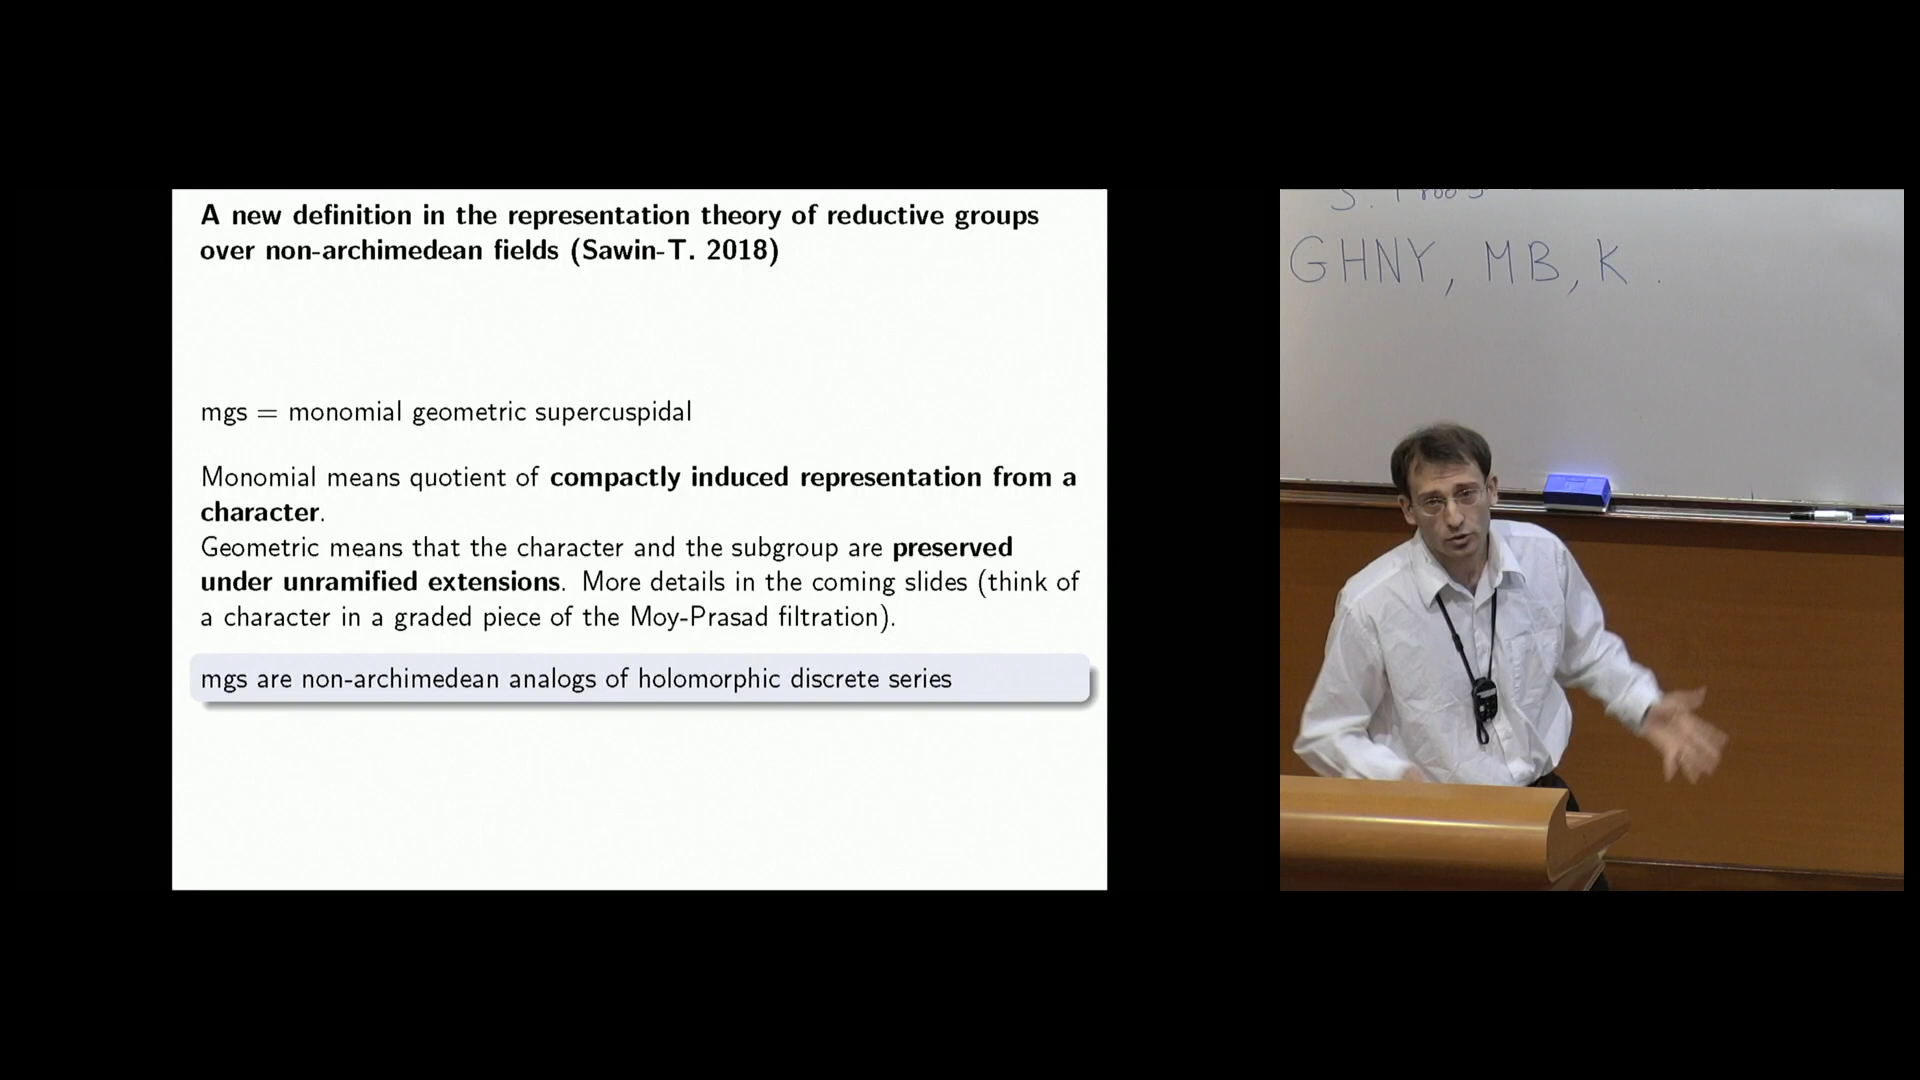 A new definition in the representation theory of reductive groups
over non-archimedean fields (Sawin-T. 2018)
mgs = monomial geometric supercuspidal
Monomial means quotient of compactly induced representation from a
character.
Geometric means that the character and the subgroup are preserved
under unramified extensions. More details in the coming slides (think of
a character in a graded piece of the Moy-Prasad filtration).
mgs are non-archimedean analogs of holomorphic discrete series
GHNY, MB, K.